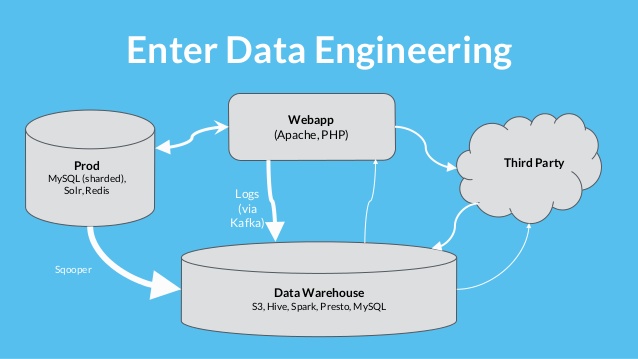 Enter Data Engineering
Webapp
(Apache, PHP)
Prod
MySQL (sharded),
Solr, Redis
Third Party
Logs
(via
Kafka)
Sqooper
Data Warehouse
S3, Hive, Spark, Presto, MySQL